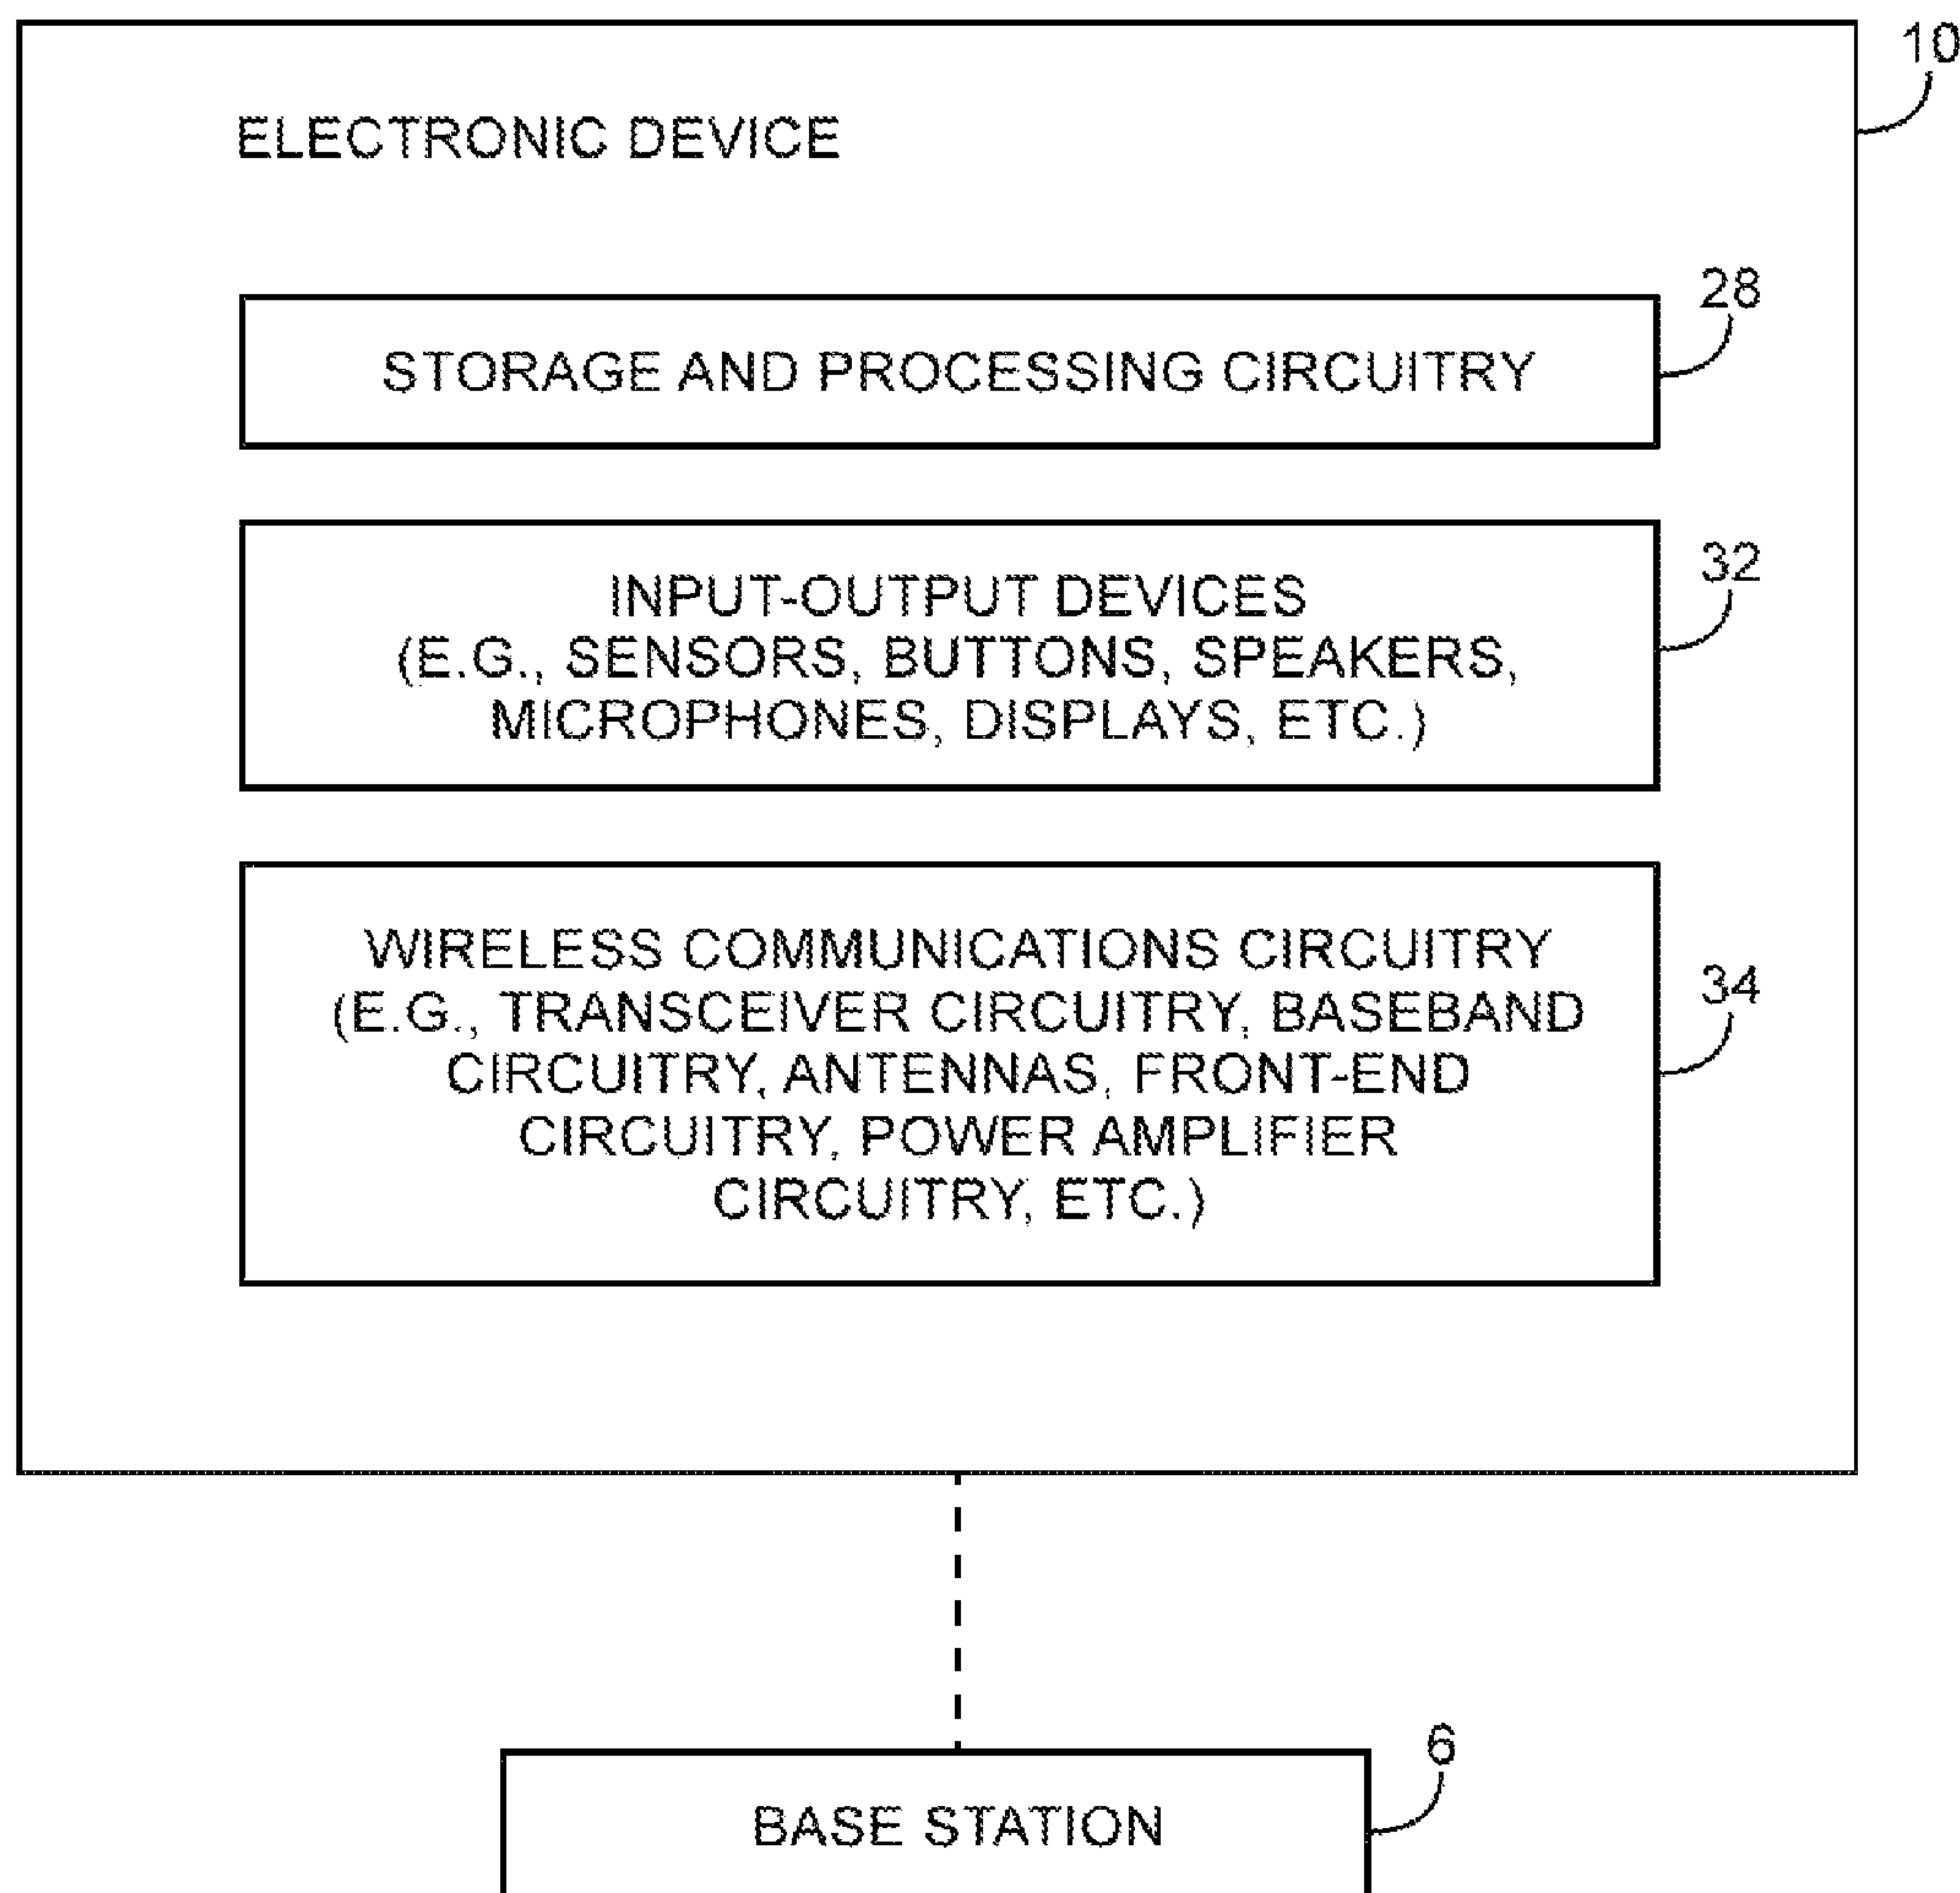 10
ELECTRONIC DEVICE
28
STORAGE AND PROCESSING CIRCUITRY
32
INPUT-OUTPUT DEVICES
(E.G., SENSORS, BUTTONS, SPEAKERS,
MICROPHONES, DISPLAYS, ETC.)
34
WIRELESS COMMUNICATIONS CIRCUITRY
(E.G., TRANSCEIVER CIRCUITRY, BASEBAND
CIRCUITRY, ANTENNAS, FRONT-END
CIRCUITRY, POWER AMPLIFIER
CIRCUITRY, ETC.)
6
BASE STATION